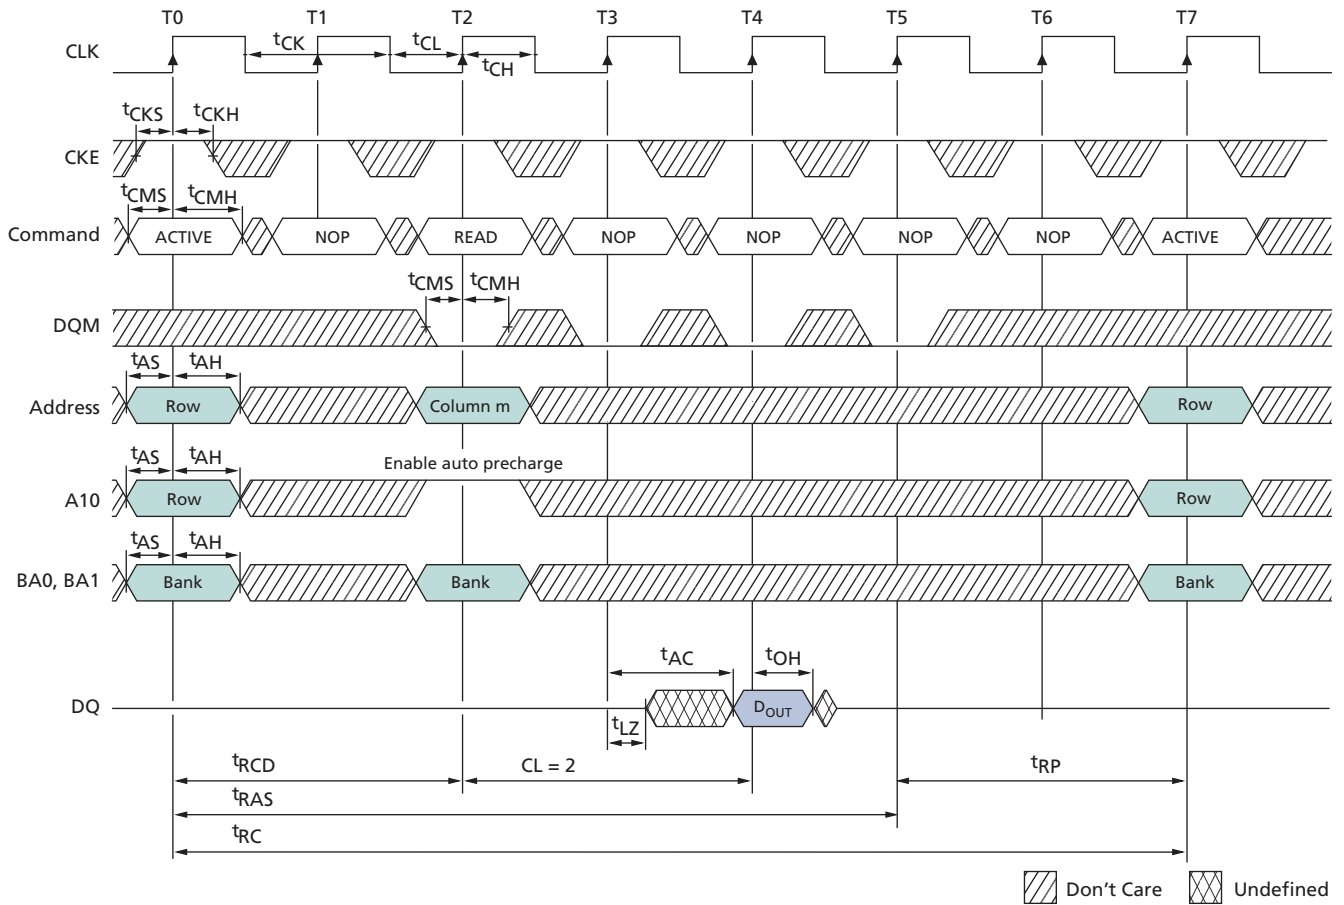 T0 T1 T2 T3 T4 T5 T6 T7
CLK
tCK tCL
tCH
tCKS tCKH
CKE
tCMS tCMH
Command ACTIVE NOP READ NOP NOP NOP NOP ACTIVE
tCMS tCMH
DQM
tAS tAH
Address Row Column m Row
tAS tAH Enable auto precharge
A10 Row Row
tAS tAH
BA0, BA1 Bank Bank Bank
tAC tOH
DQ DOUT
tLZ
tRCD CL = 2 tRP
tRAS
tRC
Don't Care Undefined